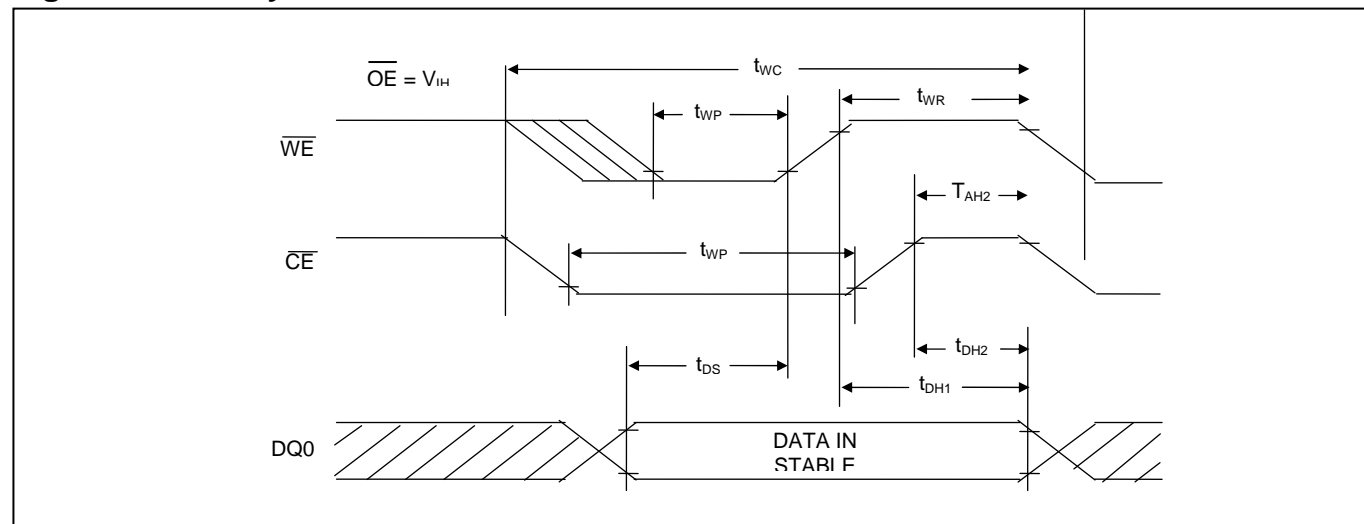 OE = VIH
tWC
tWR
tWP
WE
TAH2
CE
tWP
tDH2
tDS
tDH1
DQ0
DATA IN
STABLE